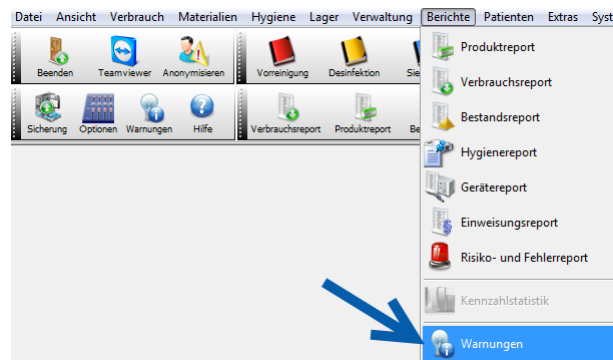 Datei Ansicht Verbrauch Materialien Hygiene Lager Verwaltung Berichte Patienten Extras
Beenden Teamviewer Anonymisieren Vorreinigung Desinfektion
Sicherung Optionen Warnungen Hilfe Verbrauchsreport Produktreport
Produktreport
Verbrauchsreport
Bestandsreport
Hygienereport
Gerätereport
Einweisungsreport
Risiko- und Fehlerreport
Kennzahlstatistik
Warnungen